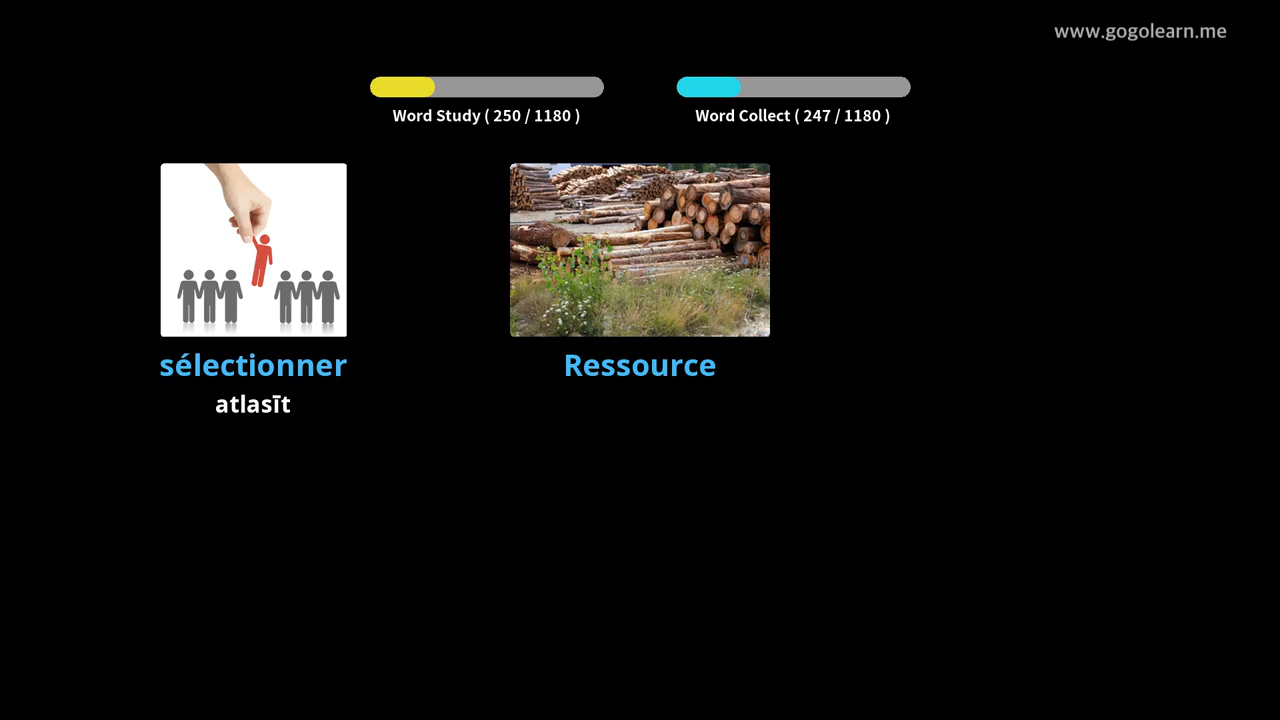 www.gogolearn.me
Word Study ( 250 / 1180 )
Word Collect ( 247 / 1180 )
sélectionner
atlasīt
Ressource